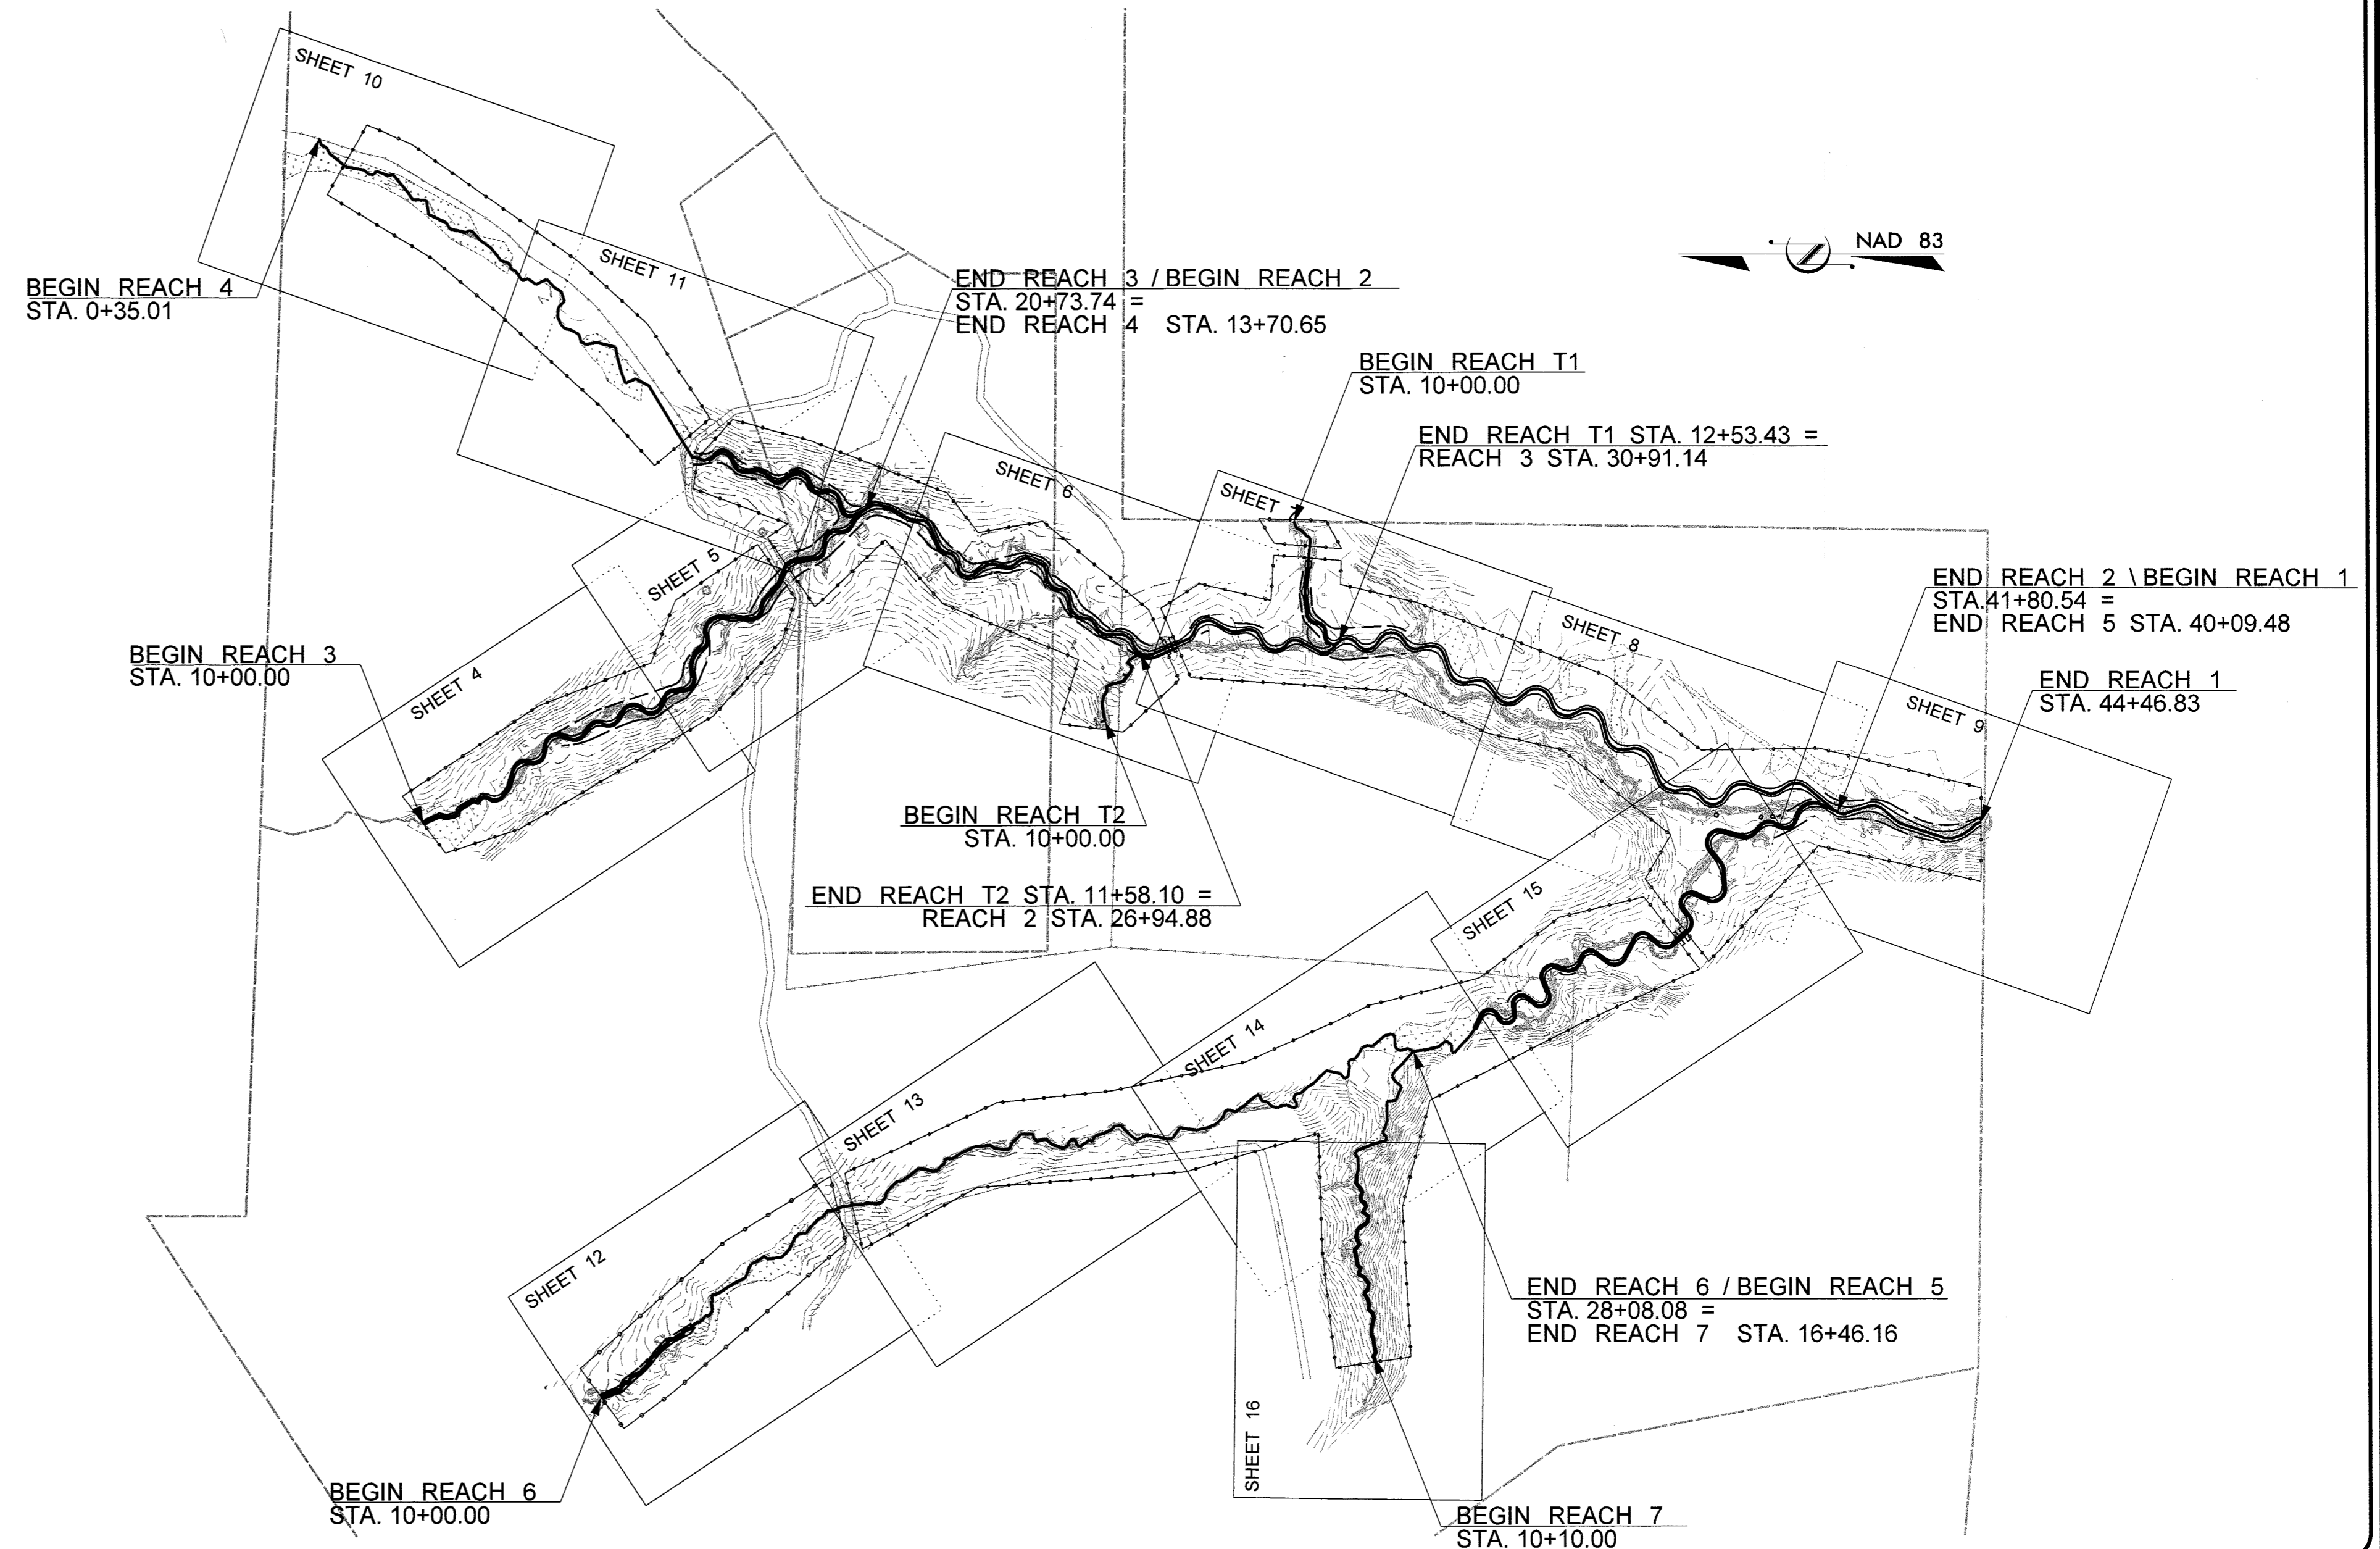 SHEET 10
NAD 83
SHEET 11
END REACH 3 / BEGIN REACH 2
STA. 20+73.74 =
END REACH 4 STA. 13+70.65
BEGIN REACH 4
STA. 0+35.01
BEGIN REACH T1
STA. 10+00.00
END REACH T1 STA. 12+53.43 =
REACH 3 STA. 30+91.14
SHEET 6
SHEET 7
SHEET 5
END REACH 2 \ BEGIN REACH 1
STA.41+80.54 =
END REACH 5 STA. 40+09.48
SHEET 8
BEGIN REACH 3
STA. 10+00.00
SHEET 4
END REACH 1
STA. 44+46.83
SHEET 9
BEGIN REACH T2
STA. 10+00.00
END REACH T2 STA. 11+58.10 =
REACH 2 STA. 26+94.88
SHEET 15
SHEET 14
SHEET 13
SHEET 12
END REACH 6 / BEGIN REACH 5
STA. 28+08.08 =
END REACH 7 STA. 16+46.16
SHEET 16
BEGIN REACH 6
STA. 10+00.00
BEGIN REACH 7
STA. 10+10.00